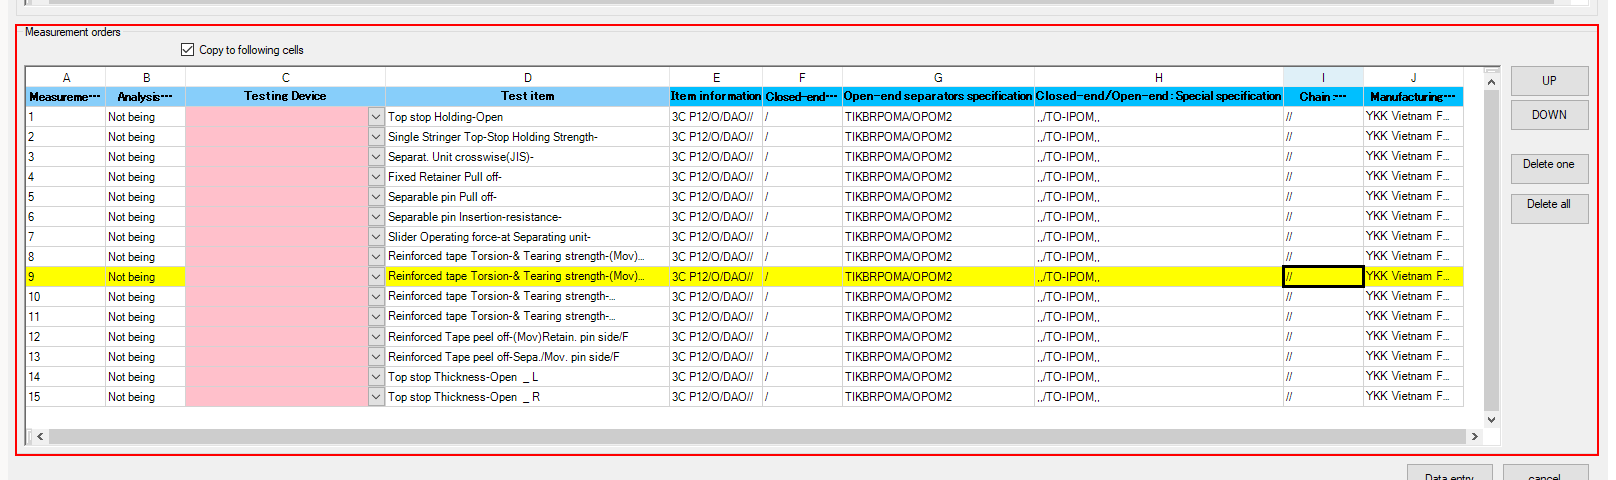 Measurement orders
Copy to following cells
A B C D E F G H I J
Measureme··· Analysis··· Testing Device Test item Item information Closed-end··· Open-end separators specification Closed-end/Open-end : Special specification Chain :··· Manufacturing···
1 Not being Top stop Holding-Open 3C P12/O/DAO// / TIKBRPOMA/OPOM2 ,,/TO-IPOM,, // YKK Vietnam F...
2 Not being Single Stringer Top-Stop Holding Strength- 3C P12/O/DAO// / TIKBRPOMA/OPOM2 ,,/TO-IPOM,, // YKK Vietnam F...
3 Not being Separat. Unit crosswise(JIS)- 3C P12/O/DAO// / TIKBRPOMA/OPOM2 ,,/TO-IPOM,, // YKK Vietnam F...
4 Not being Fixed Retainer Pull off- 3C P12/O/DAO// / TIKBRPOMA/OPOM2 ,,/TO-IPOM,, // YKK Vietnam F...
5 Not being Separable pin Pull off- 3C P12/O/DAO// / TIKBRPOMA/OPOM2 ,,/TO-IPOM,, // YKK Vietnam F...
6 Not being Separable pin Insertion-resistance- 3C P12/O/DAO// / TIKBRPOMA/OPOM2 ,,/TO-IPOM,, // YKK Vietnam F...
7 Not being Slider Operating force-at Separating unit- 3C P12/O/DAO// / TIKBRPOMA/OPOM2 ,,/TO-IPOM,, // YKK Vietnam F...
8 Not being Reinforced tape Torsion-& Tearing strength-(Mov)... 3C P12/O/DAO// / TIKBRPOMA/OPOM2 ,,/TO-IPOM,, // YKK Vietnam F...
9 Not being Reinforced tape Torsion-& Tearing strength-(Mov)... 3C P12/O/DAO// / TIKBRPOMA/OPOM2 ,,/TO-IPOM,, // YKK Vietnam F...
10 Not being Reinforced tape Torsion-& Tearing strength-... 3C P12/O/DAO// / TIKBRPOMA/OPOM2 ,,/TO-IPOM,, // YKK Vietnam F...
11 Not being Reinforced tape Torsion-& Tearing strength-... 3C P12/O/DAO// / TIKBRPOMA/OPOM2 ,,/TO-IPOM,, // YKK Vietnam F...
12 Not being Reinforced Tape peel off-(Mov)Retain. pin side/F 3C P12/O/DAO// / TIKBRPOMA/OPOM2 ,,/TO-IPOM,, // YKK Vietnam F...
13 Not being Reinforced Tape peel off-Sepa./Mov. pin side/F 3C P12/O/DAO// / TIKBRPOMA/OPOM2 ,,/TO-IPOM,, // YKK Vietnam F...
14 Not being Top stop Thickness-Open _ L 3C P12/O/DAO// / TIKBRPOMA/OPOM2 ,,/TO-IPOM,, // YKK Vietnam F...
15 Not being Top stop Thickness-Open _ R 3C P12/O/DAO// / TIKBRPOMA/OPOM2 ,,/TO-IPOM,, // YKK Vietnam F...
UP
DOWN
Delete one
Delete all
Data entry cancel